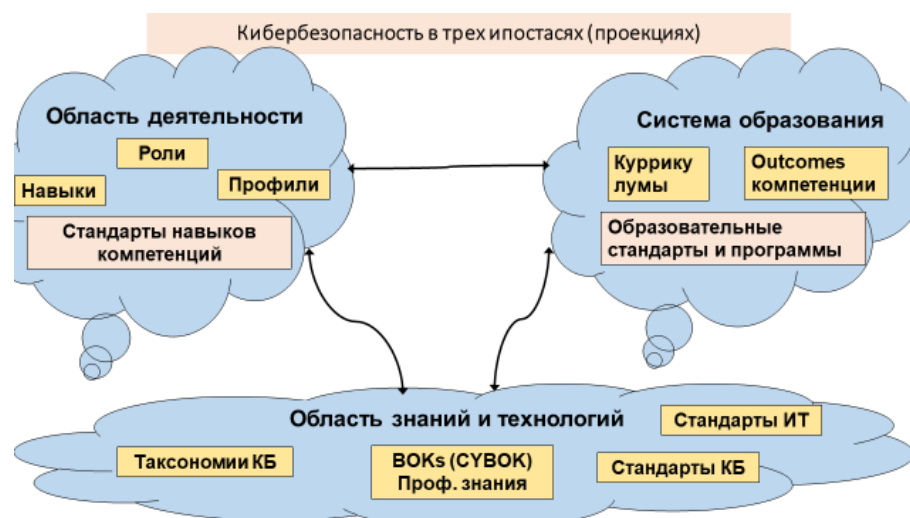 Кибербезопасность в трех ипостасях (проекциях)
Область деятельности
Роли
Навыки
Профили
Стандарты навыков
компетенций
Система образования
Куррику
лумы
Outcomes
компетенции
Образовательные
стандарты и программы
Область знаний и технологий
Стандарты ИТ
Таксономии КБ
BOKs (CYBOK)
Проф. знания
Стандарты КБ